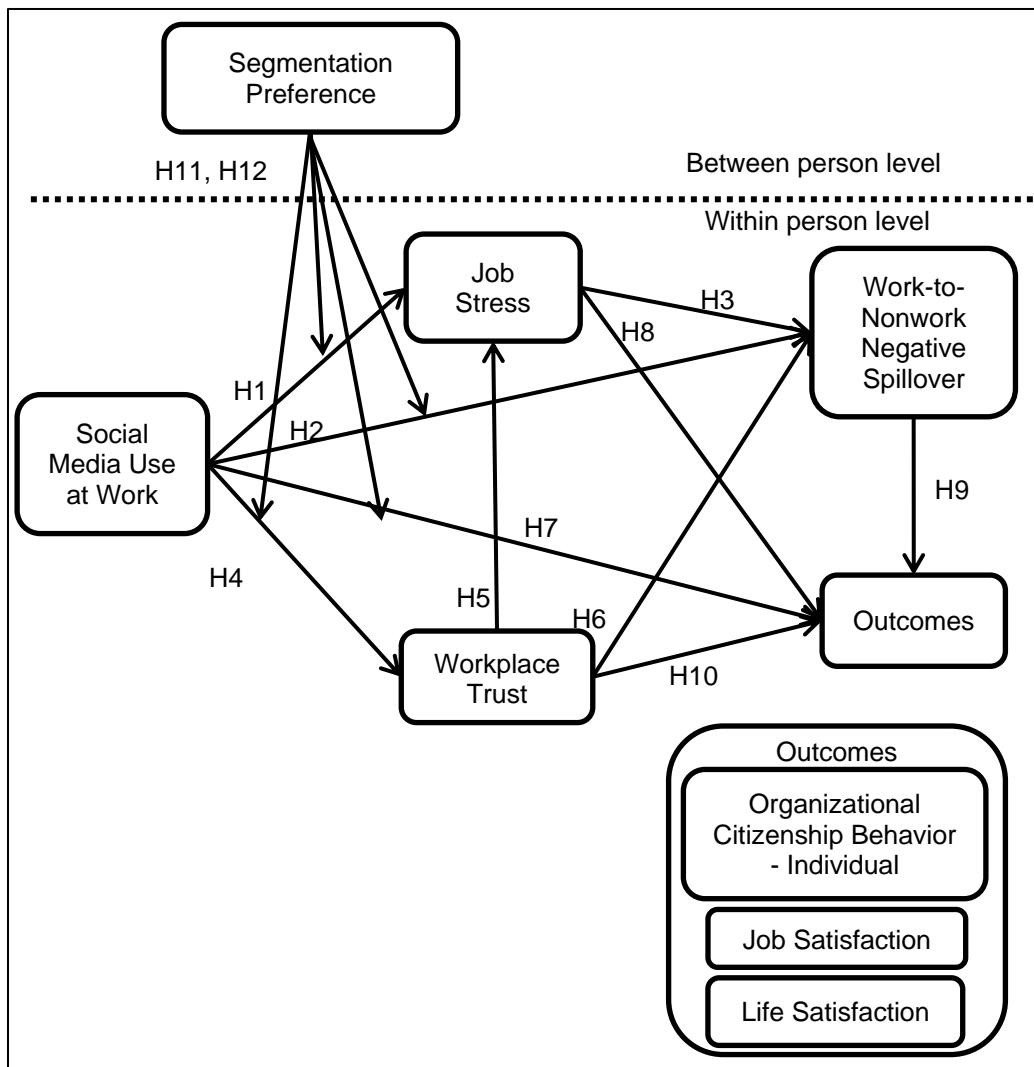 Segmentation
Preference
H11, H12
Between person level
Within person level
Job
Stress
Work-to-
Nonwork
Negative
Spillover
H3
H8
H1
H2
Social
Media Use
at Work
H9
H7
H4
H5
H6
Outcomes
Workplace
Trust
H10
Outcomes
Organizational
Citizenship Behavior
- Individual
Job Satisfaction
Life Satisfaction